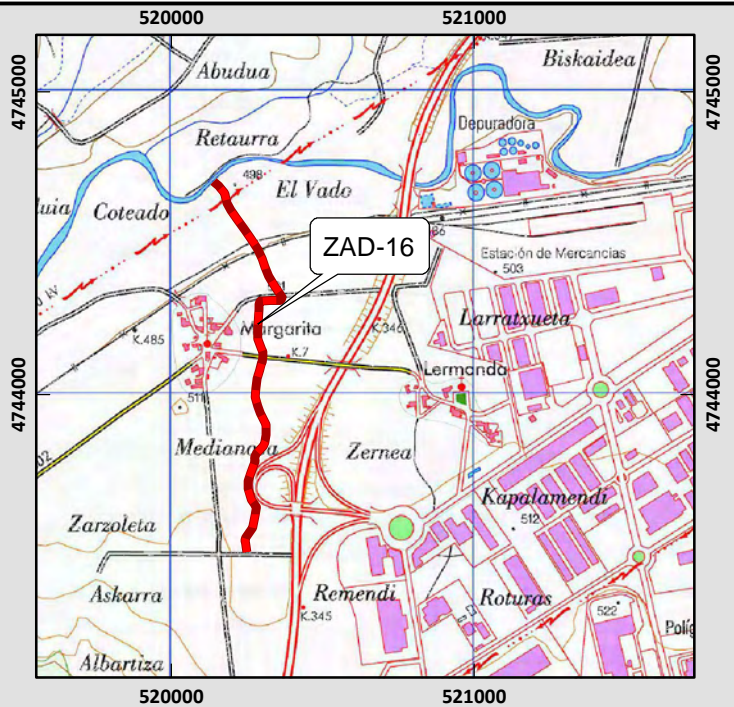 520000 521000
4745000
4745000
Abudua
Biskaidea
Depuradora
Retaurra
498
El Vado
Coteado
ZAD-16
Estación de Mercancias
503
KV
Margarita
Larratxueta
K.485
K.346
K.7
Lermanda
4744000
4744000
511
Zernea
Kapalamendi
512
Zarzoleta
Askarra
Remendi
Roturas
522
K.345
Políg
Albartiza
520000 521000